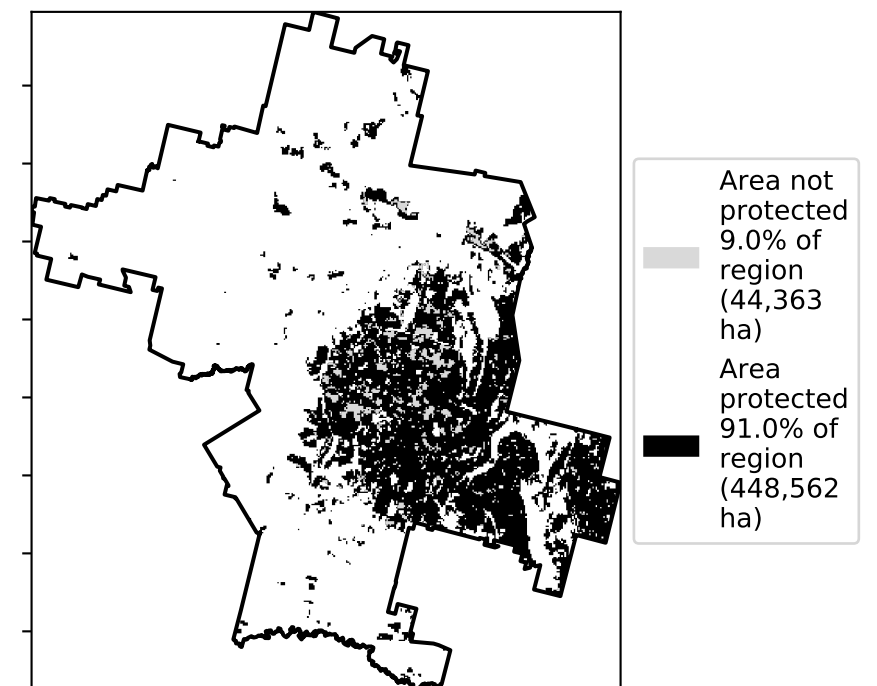 Area not
protected
9.0% of
region
(44,363
ha)
Area
protected
91.0% of
region
(448,562
ha)